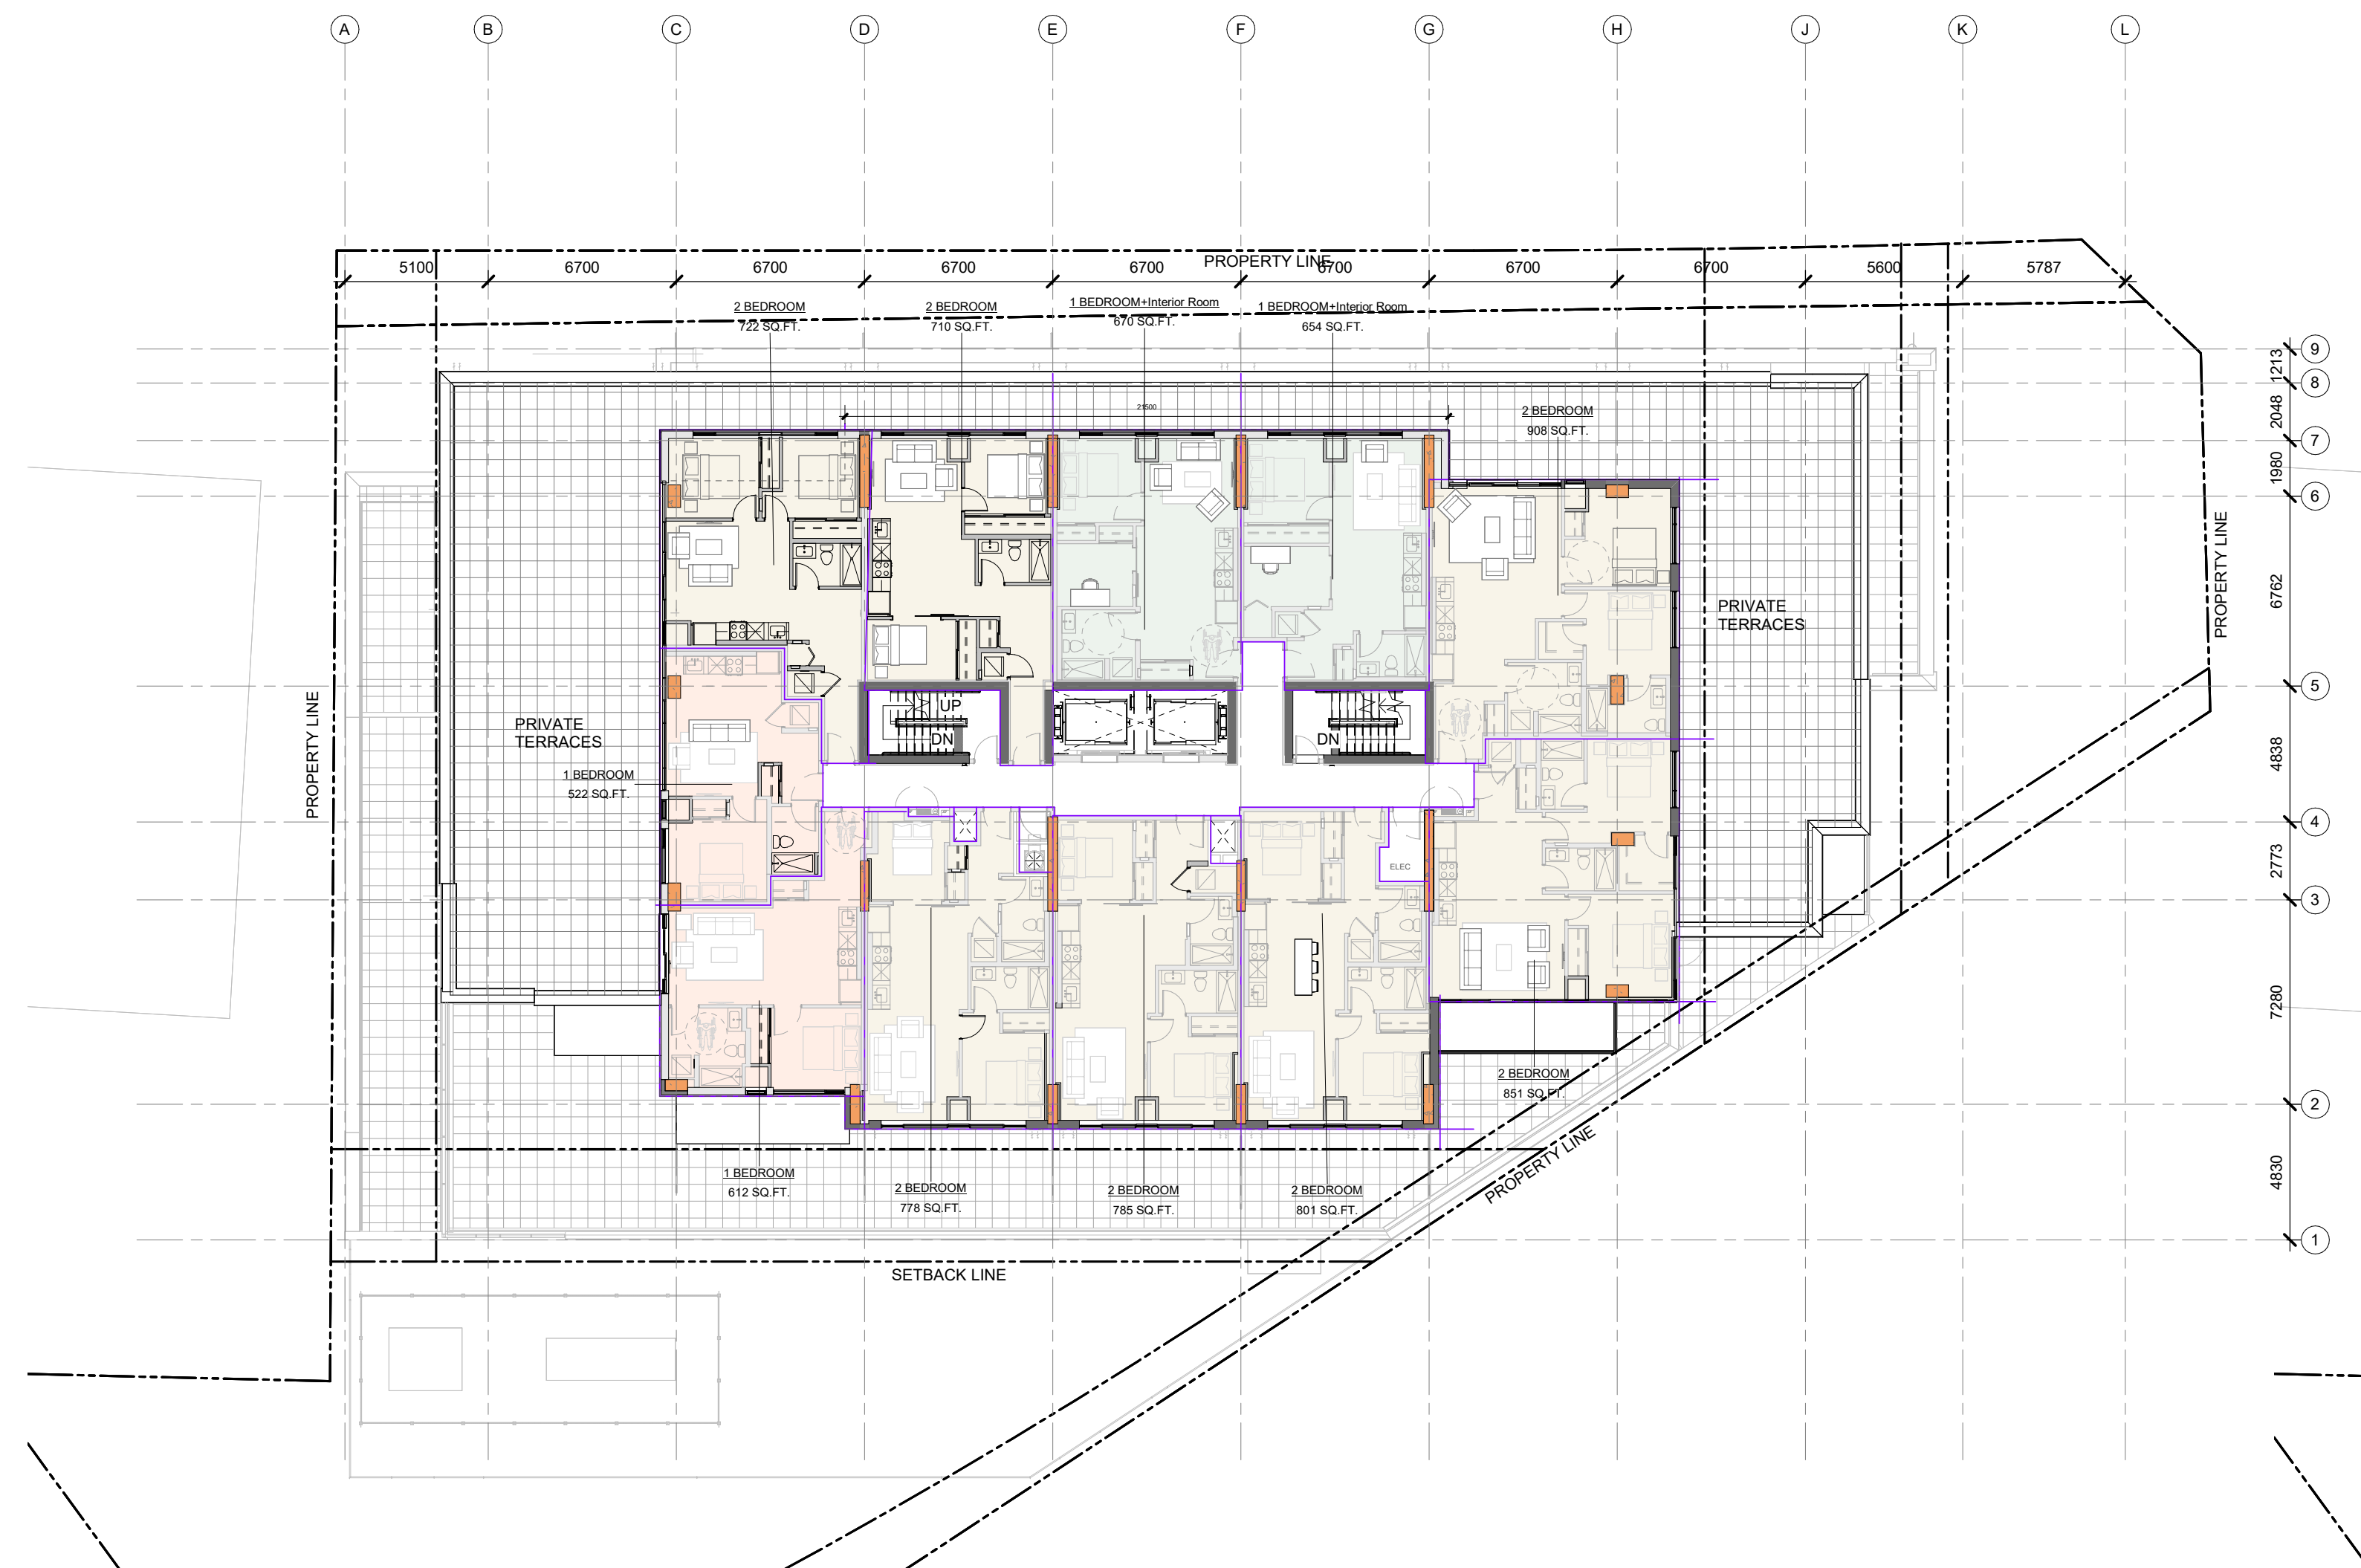 A B C D E F G H J K L
PROPERTY LINE
5100 6700 6700 6700 6700 6700 6700 6700 5600 5787
2 BEDROOM
722 SQ.FT.
2 BEDROOM
710 SQ.FT.
1 BEDROOM+Interior Room
670 SQ.FT.
1 BEDROOM+Interior Room
654 SQ.FT.
9
1213
8
2048
7
1980
6
6762
5
4838
4
2773
3
7280
2
4830
1
21500
2 BEDROOM
908 SQ.FT.
PROPERTY LINE
PRIVATE
TERRACES
PROPERTY LINE
PRIVATE
TERRACES
UP
DN
DN
1 BEDROOM
522 SQ.FT.
ELEC
2 BEDROOM
851 SQ.FT.
PROPERTY LINE
1 BEDROOM
612 SQ.FT.
2 BEDROOM
778 SQ.FT.
2 BEDROOM
785 SQ.FT.
2 BEDROOM
801 SQ.FT.
SETBACK LINE